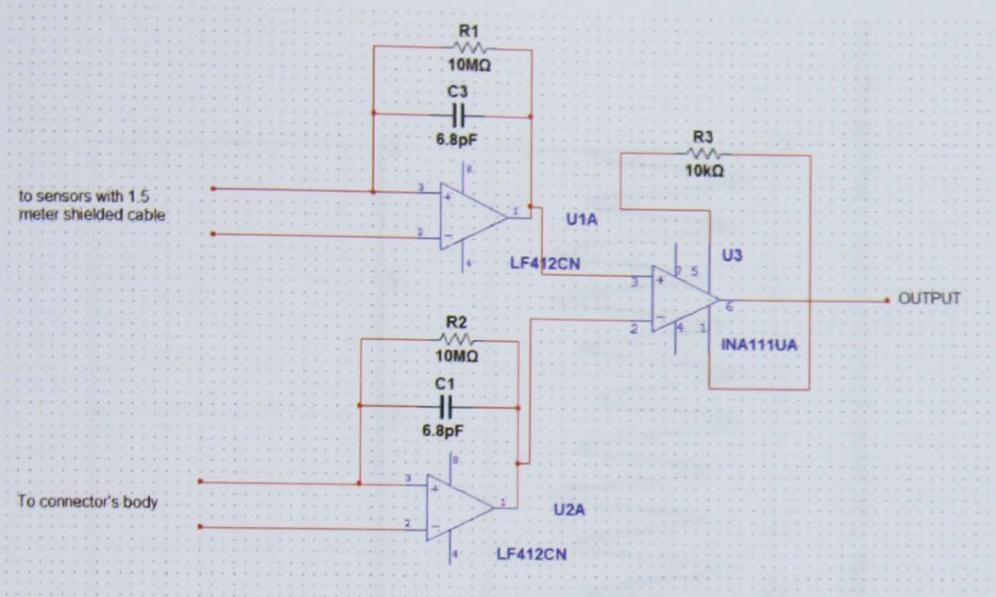 R1
10MΩ
C3
6.8pF
to sensors with 1.5
meter shielded cable
8
3
+
1
2
−
4
U1A
LF412CN
R3
10kΩ
U3
7
5
3
+
6
2
−
4
1
INA111UA
OUTPUT
R2
10MΩ
C1
6.8pF
To connector's body
8
3
+
1
2
−
4
U2A
LF412CN